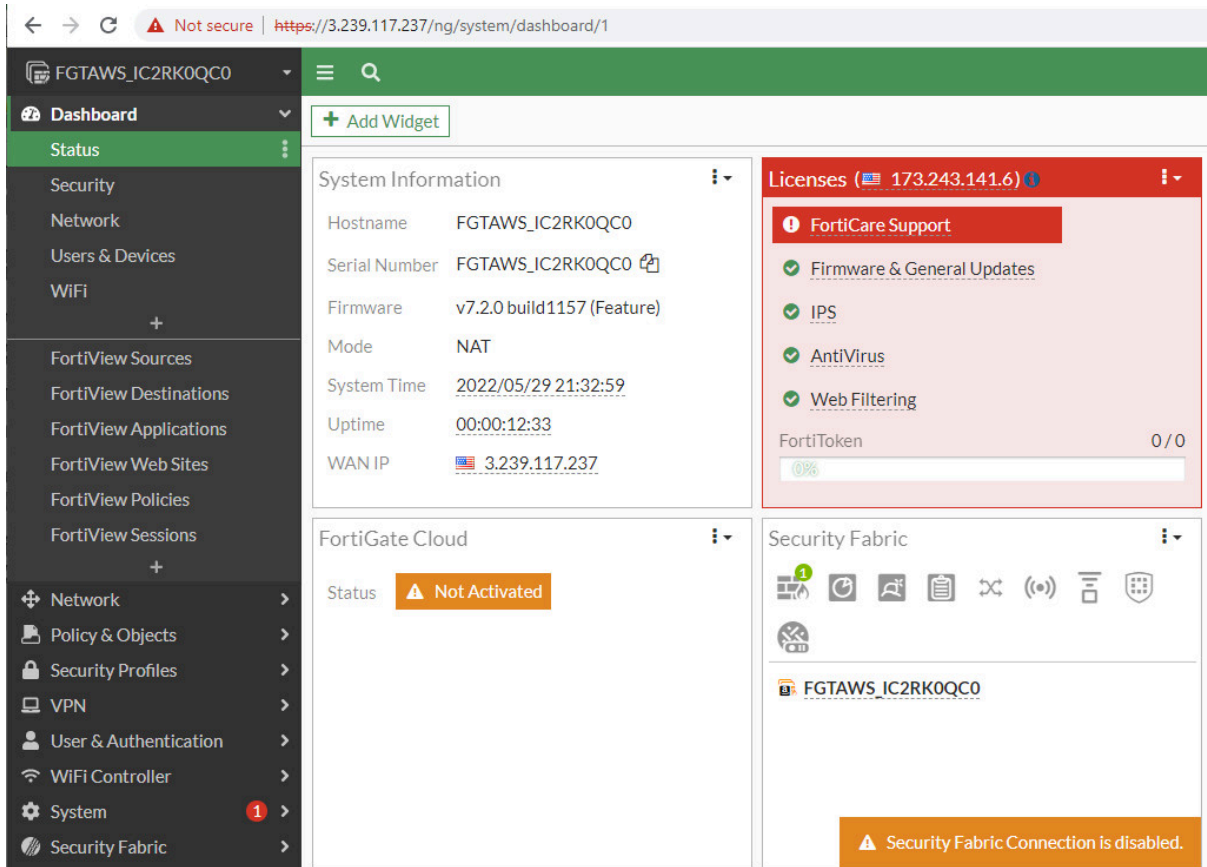 Not secure | https://3.239.117.237/ng/system/dashboard/1
FGTAWS_IC2RK0QC0
Dashboard
Status
Security
Network
Users & Devices
WiFi
+
FortiView Sources
FortiView Destinations
FortiView Applications
FortiView Web Sites
FortiView Policies
FortiView Sessions
+
Network
Policy & Objects
Security Profiles
VPN
User & Authentication
WiFi Controller
System 1
Security Fabric
+ Add Widget
System Information
Hostname FGTAWS_IC2RK0QC0
Serial Number FGTAWS_IC2RK0QC0
Firmware v7.2.0 build1157 (Feature)
Mode NAT
System Time 2022/05/29 21:32:59
Uptime 00:00:12:33
WAN IP 3.239.117.237
Licenses (173.243.141.6)
FortiCare Support
Firmware & General Updates
IPS
AntiVirus
Web Filtering
FortiToken 0/0
0%
FortiGate Cloud
Status Not Activated
Security Fabric
1
FGTAWS_IC2RK0QC0
Security Fabric Connection is disabled.